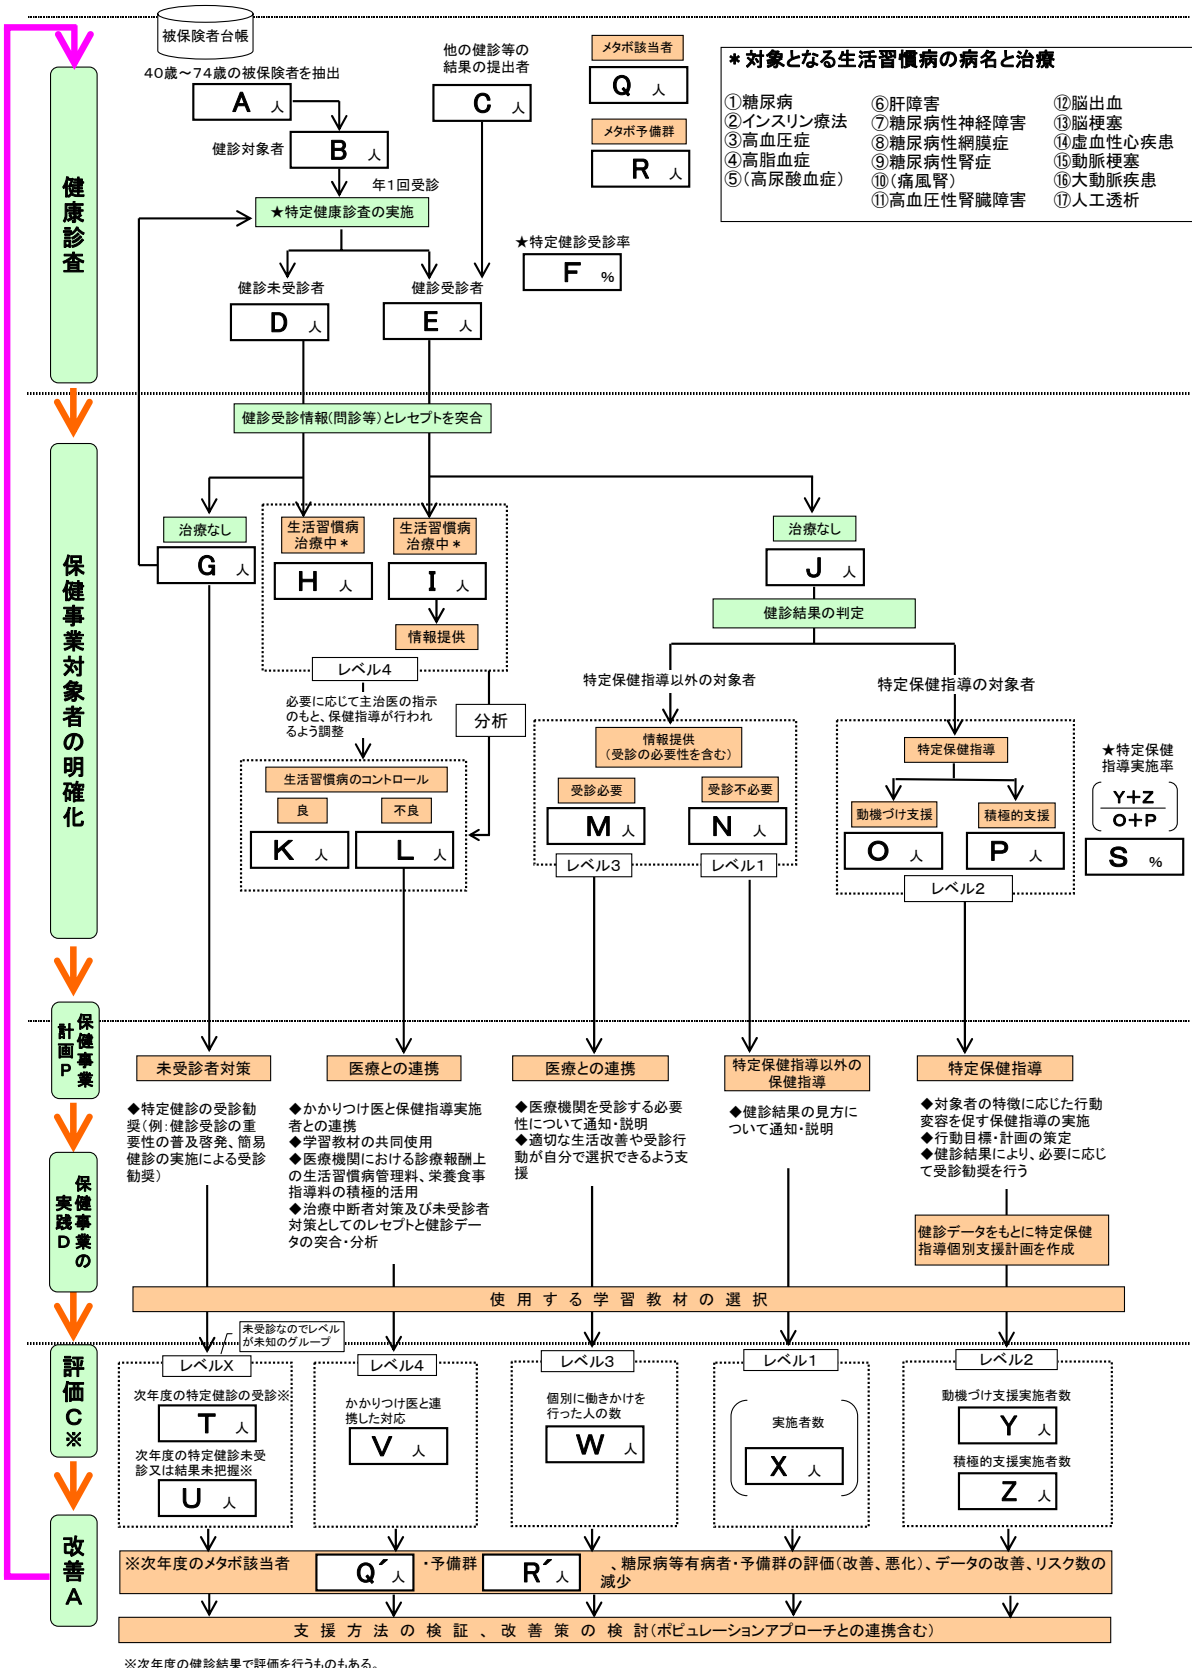 被保険者台帳
40歳～74歳の被保険者を抽出
A 人
健診対象者
B 人
年1回受診
他の健診等の
結果の提出者
C 人
メタボ該当者
Q 人
メタボ予備群
R 人
＊対象となる生活習慣病の病名と治療
①糖尿病
②インスリン療法
③高血圧症
④高脂血症
⑤(高尿酸血症)
⑥肝障害
⑦糖尿病性神経障害
⑧糖尿病性網膜症
⑨糖尿病性腎症
⑩(痛風腎)
⑪高血圧性腎臓障害
⑫脳出血
⑬脳梗塞
⑭虚血性心疾患
⑮動脈梗塞
⑯大動脈疾患
⑰人工透析
健康診査
★特定健康診査の実施
★特定健診受診率
F %
健診未受診者
D 人
健診受診者
E 人
健診受診情報(問診等)とレセプトを突合
保健事業対象者の明確化
治療なし
G 人
生活習慣病
治療中＊
H 人
生活習慣病
治療中＊
I 人
情報提供
レベル4
治療なし
J 人
健診結果の判定
必要に応じて主治医の指示
のもと、保健指導が行われ
るよう調整
分析
生活習慣病のコントロール
良
不良
K 人
L 人
特定保健指導以外の対象者
情報提供
(受診の必要性を含む)
受診必要
受診不必要
M 人
N 人
レベル3
レベル1
特定保健指導の対象者
特定保健指導
動機づけ支援
積極的支援
O 人
P 人
レベル2
★特定保健
指導実施率
Y+Z
O+P
S %
保健事業
計画P
未受診者対策
医療との連携
医療との連携
特定保健指導以外の
保健指導
特定保健指導
◆特定健診の受診勧
奨(例:健診受診の重
要性の普及啓発、簡易
健診の実施による受診
勧奨)
◆かかりつけ医と保健指導実施
者との連携
◆学習教材の共同使用
◆医療機関における診療報酬上
の生活習慣病管理料、栄養食事
指導料の積極的活用
◆治療中断者対策及び未受診者
対策としてのレセプトと健診デー
タの突合・分析
◆医療機関を受診する必要
性について通知・説明
◆適切な生活改善や受診行
動が自分で選択できるよう支
援
◆健診結果の見方に
ついて通知・説明
◆対象者の特徴に応じた行動
変容を促す保健指導の実施
◆行動目標・計画の策定
◆健診結果により、必要に応じ
て受診勧奨を行う
保健事業の
実践D
健診データをもとに特定保健
指導個別支援計画を作成
使用する学習教材の選択
未受診なのでレベル
が未知のグループ
評価C※
レベルX
次年度の特定健診の受診※
T 人
次年度の特定健診未受
診又は結果未把握※
U 人
レベル4
かかりつけ医と連
携した対応
V 人
レベル3
個別に働きかけを
行った人の数
W 人
レベル1
実施者数
X 人
レベル2
動機づけ支援実施者数
Y 人
積極的支援実施者数
Z 人
改善A
※次年度のメタボ該当者 Q´人 ・予備群 R´人 、糖尿病等有病者・予備群の評価(改善、悪化)、データの改善、リスク数の
減少
支援方法の検証、改善策の検討(ポピュレーションアプローチとの連携含む)
※次年度の健診結果で評価を行うものもある。